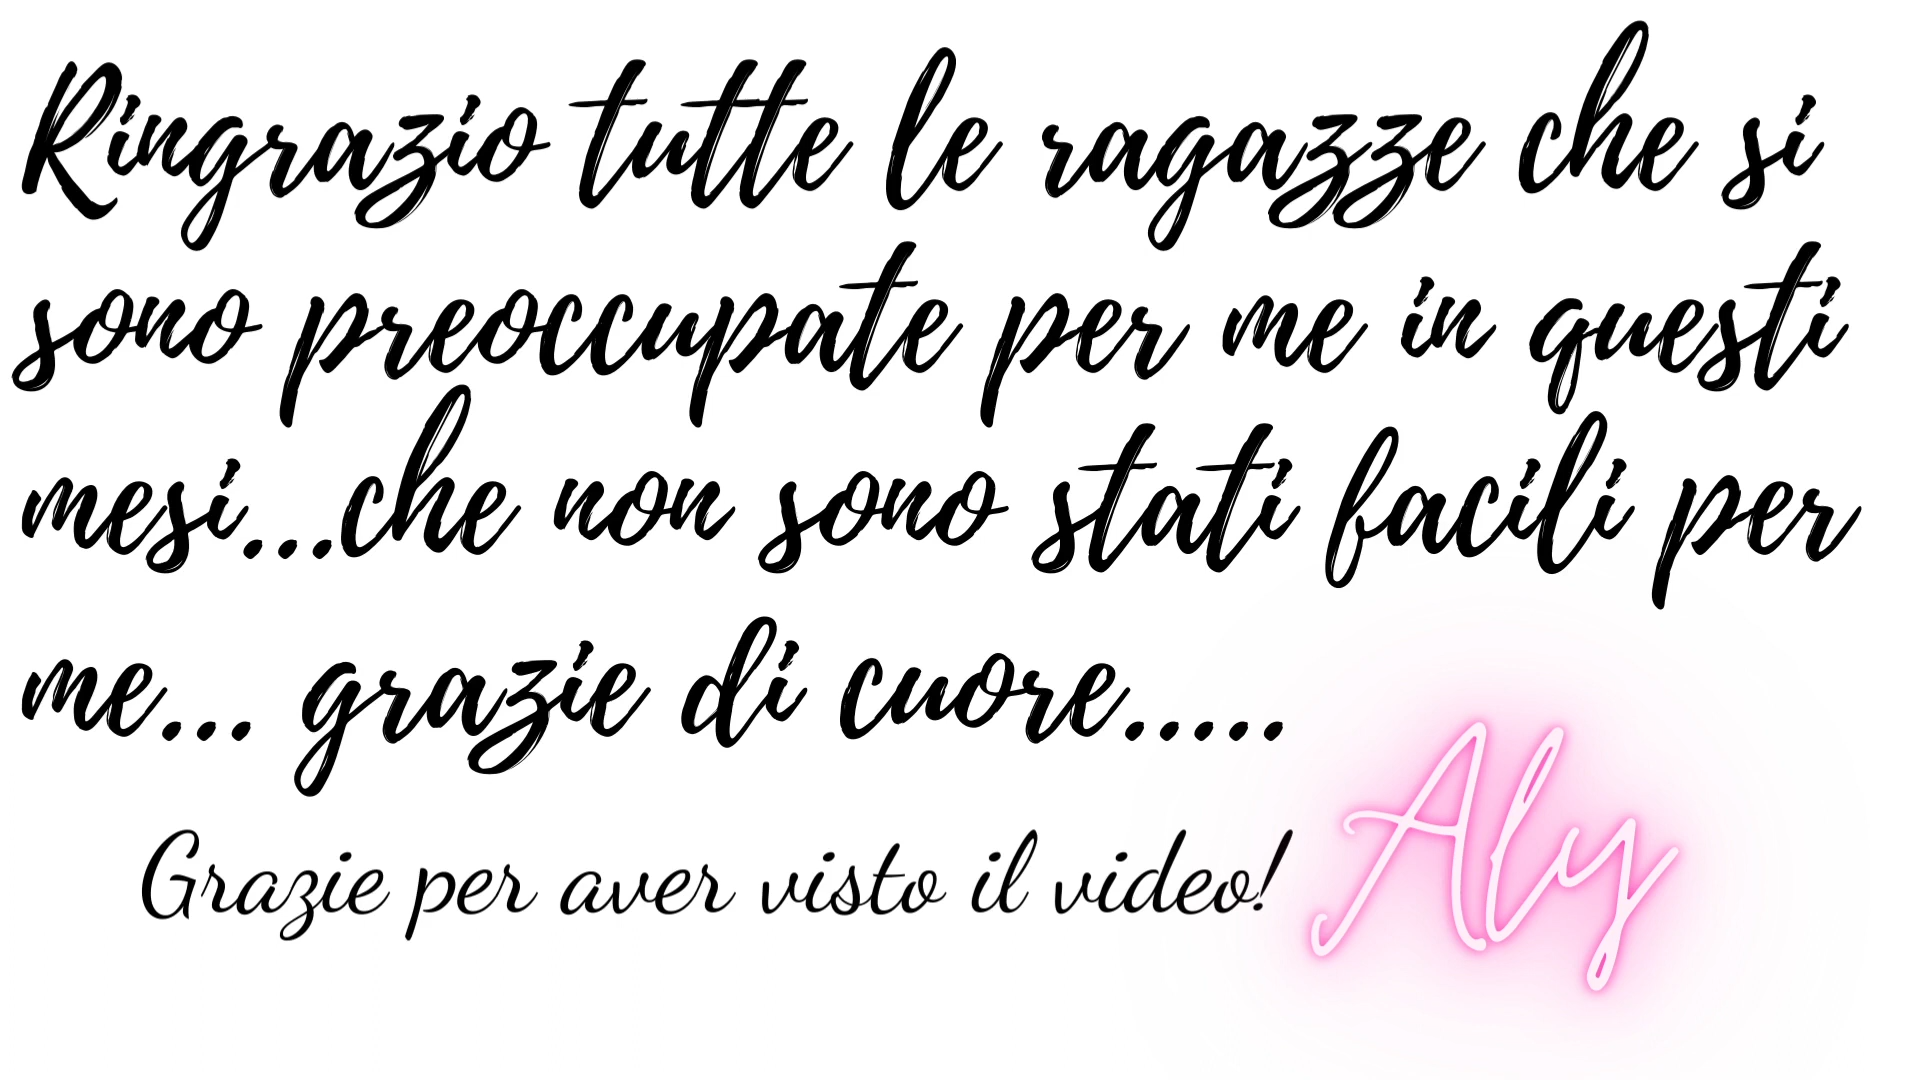 Ringrazio tutte le ragazze che si
sono preoccupate per me in questi
mesi...che non sono stati facili per
me... grazie di cuore.....
Grazie per aver visto il video!
Aly